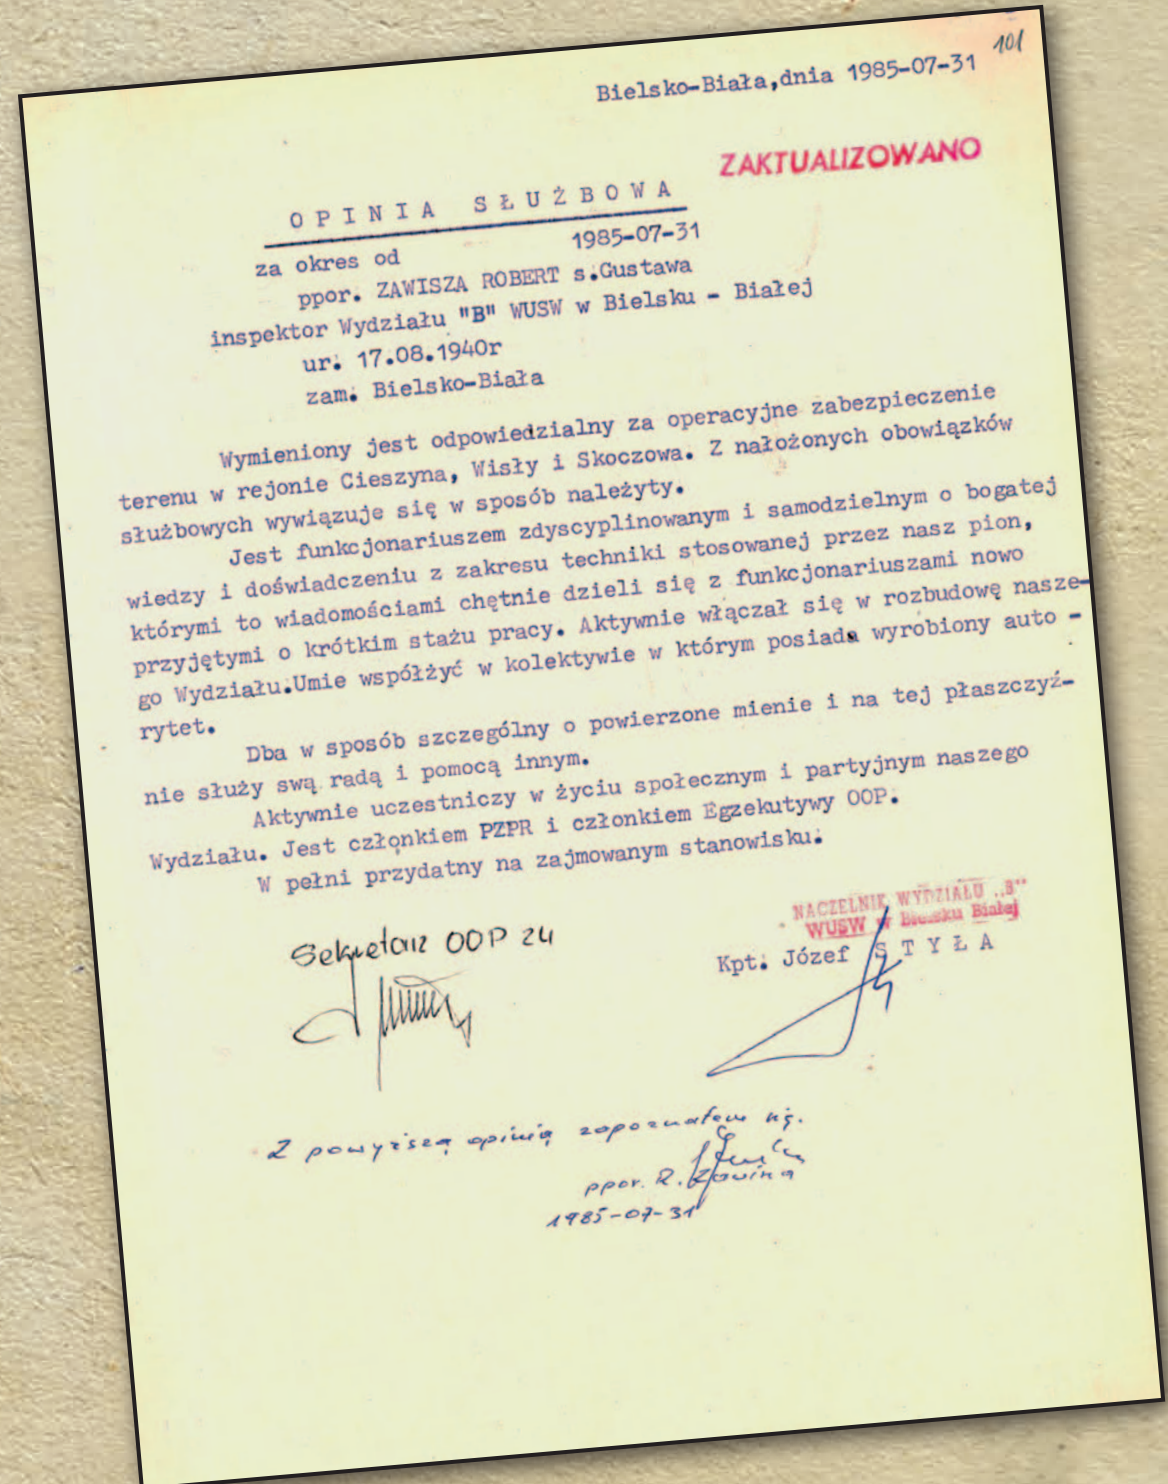 101
Bielsko-Biała,dnia 1985-07-31
ZAKTUALIZOWANO
O P I N I A   S Ł U Ż B O W A
za okres od 1985-07-31
ppor. ZAWISZA ROBERT s.Gustawa
inspektor Wydziału "B" WUSW w Bielsku - Białej
ur. 17.08.1940r
zam. Bielsko-Biała
Wymieniony jest odpowiedzialny za operacyjne zabezpieczenie
terenu w rejonie Cieszyna, Wisły i Skoczowa. Z nałożonych obowiązków
służbowych wywiązuje się w sposób należyty.
Jest funkcjonariuszem zdyscyplinowanym i samodzielnym o bogatej
wiedzy i doświadczeniu z zakresu techniki stosowanej przez nasz pion,
którymi to wiadomościami chętnie dzieli się z funkcjonariuszami nowo
przyjętymi o krótkim stażu pracy. Aktywnie włączał się w rozbudowę nasze-
go Wydziału.Umie współżyć w kolektywie w którym posiada wyrobiony auto -
rytet.
Dba w sposób szczególny o powierzone mienie i na tej płaszczyź-
nie służy swą radą i pomocą innym.
Aktywnie uczestniczy w życiu społecznym i partyjnym naszego
Wydziału. Jest członkiem PZPR i członkiem Egzekutywy OOP.
W pełni przydatny na zajmowanym stanowisku.
NACZELNIK WYDZIAŁU „B"
WUSW w Bielsku Białej
Kpt. Józef S T Y Ł A
Sekretarz OOP 24
Z powyższą opinią zapoznałem się.
ppor. R. Zawisza
1985-07-31